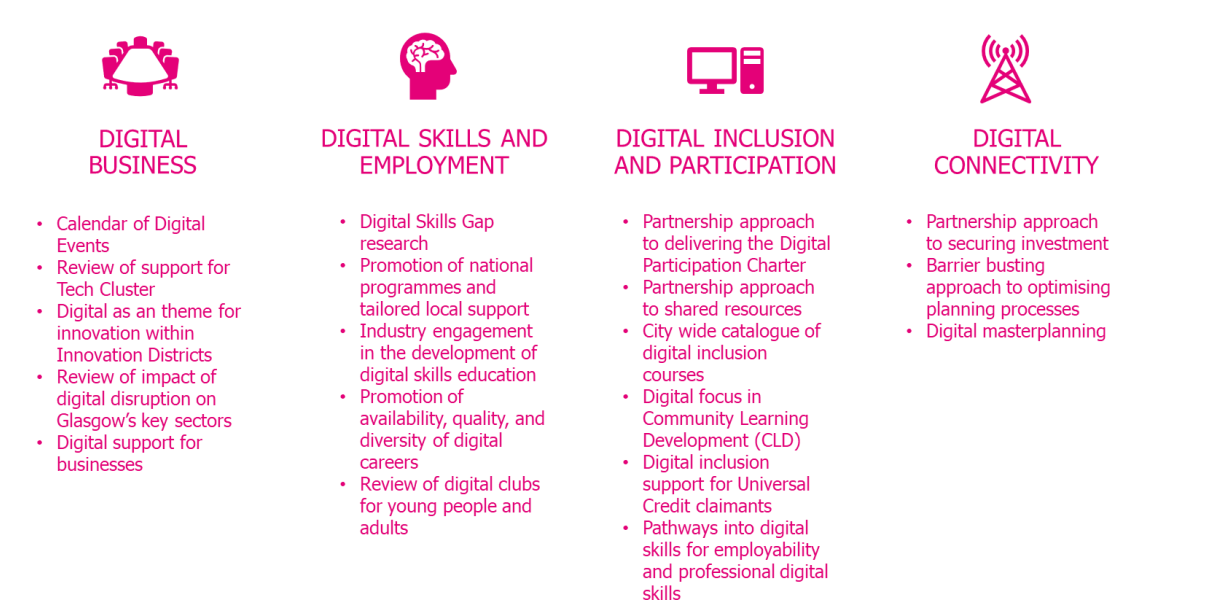 DIGITAL
BUSINESS
• Calendar of Digital
Events
• Review of support for
Tech Cluster
• Digital as an theme for
innovation within
Innovation Districts
• Review of impact of
digital disruption on
Glasgow's key sectors
• Digital support for
businesses
DIGITAL SKILLS AND
EMPLOYMENT
• Digital Skills Gap
research
• Promotion of national
programmes and
tailored local support
• Industry engagement
in the development of
digital skills education
• Promotion of
availability, quality, and
diversity of digital
careers
• Review of digital clubs
for young people and
adults
DIGITAL INCLUSION
AND PARTICIPATION
• Partnership approach
to delivering the Digital
Participation Charter
• Partnership approach
to shared resources
• City wide catalogue of
digital inclusion
courses
• Digital focus in
Community Learning
Development (CLD)
• Digital inclusion
support for Universal
Credit claimants
• Pathways into digital
skills for employability
and professional digital
skills
DIGITAL
CONNECTIVITY
• Partnership approach
to securing investment
• Barrier busting
approach to optimising
planning processes
• Digital masterplanning